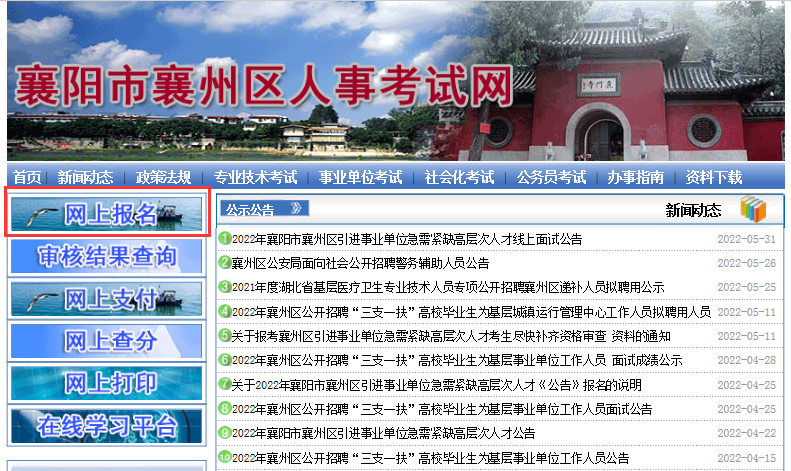 襄阳市襄州区人事考试网
鹿门寺
首页 | 新闻动态 | 政策法规 | 专业技术考试 | 事业单位考试 | 社会化考试 | 公务员考试 | 办事指南 | 资料下载
网上报名
审核结果查询
网上支付
网上查分
网上打印
在线学习平台
公示公告 》 新闻动态
1 2022年襄阳市襄州区引进事业单位急需紧缺高层次人才线上面试公告 2022-05-31
2 襄州区公安局面向社会公开招聘警务辅助人员公告 2022-05-26
3 2021年度湖北省基层医疗卫生专业技术人员专项公开招聘襄州区递补人员拟聘用公示 2022-05-25
4 2022年襄州区公开招聘“三支一扶”高校毕业生为基层城镇运行管理中心工作人员拟聘用人员 2022-05-11
5 关于报考襄州区引进事业单位急需紧缺高层次人才考生尽快补齐资格审查 资料的通知 2022-05-11
6 2022年襄州区公开招聘“三支一扶”高校毕业生为基层事业单位工作人员 面试成绩公示 2022-04-28
7 关于2022年襄阳市襄州区引进事业单位急需紧缺高层次人才《公告》报名的说明 2022-04-25
8 2022年襄州区公开招聘“三支一扶”高校毕业生为基层事业单位工作人员面试公告 2022-04-25
9 2022年襄阳市襄州区引进事业单位急需紧缺高层次人才公告 2022-04-22
10 2022年襄州区公开招聘“三支一扶”高校毕业生为基层事业单位工作人员公告 2022-04-15